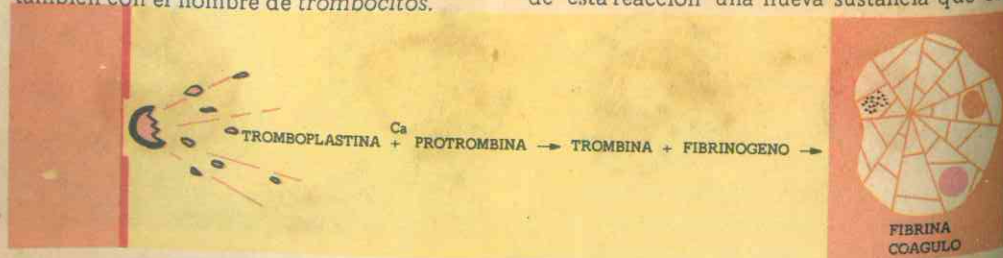 también con el nombre de trombocitos.
de esta reacción una nueva sustancia que
Ca
TROMBOPLASTINA + PROTROMBINA → TROMBINA + FIBRINOGENO →
FIBRINA
COAGULO